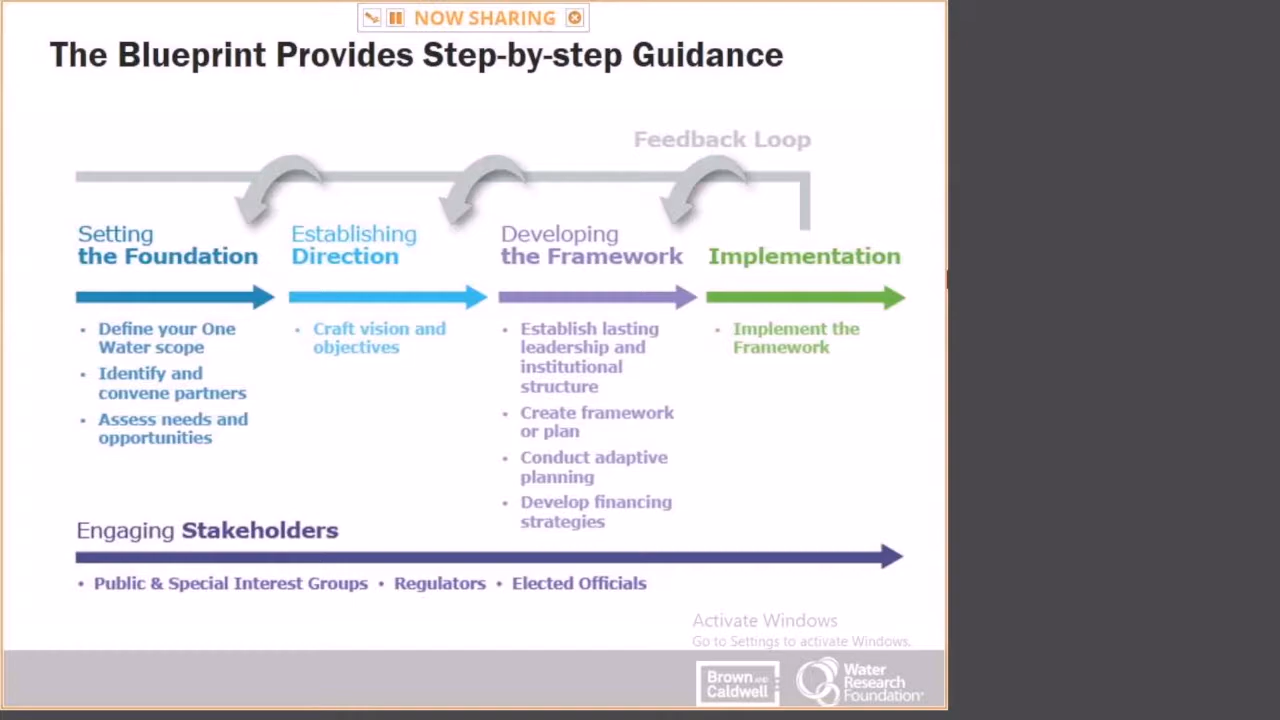 NOW SHARING
The Blueprint Provides Step-by-step Guidance
Feedback Loop
Setting
the Foundation
• Define your One
Water scope
• Identify and
convene partners
• Assess needs and
opportunities
Establishing
Direction
• Craft vision and
objectives
Developing
the Framework
• Establish lasting
leadership and
institutional
structure
• Create framework
or plan
• Conduct adaptive
planning
• Develop financing
strategies
Implementation
• Implement the
Framework
Engaging Stakeholders
• Public & Special Interest Groups • Regulators • Elected Officials
Activate Windows
Go to Settings to activate Windows.
Brown AND
Caldwell
Water
Research
Foundation